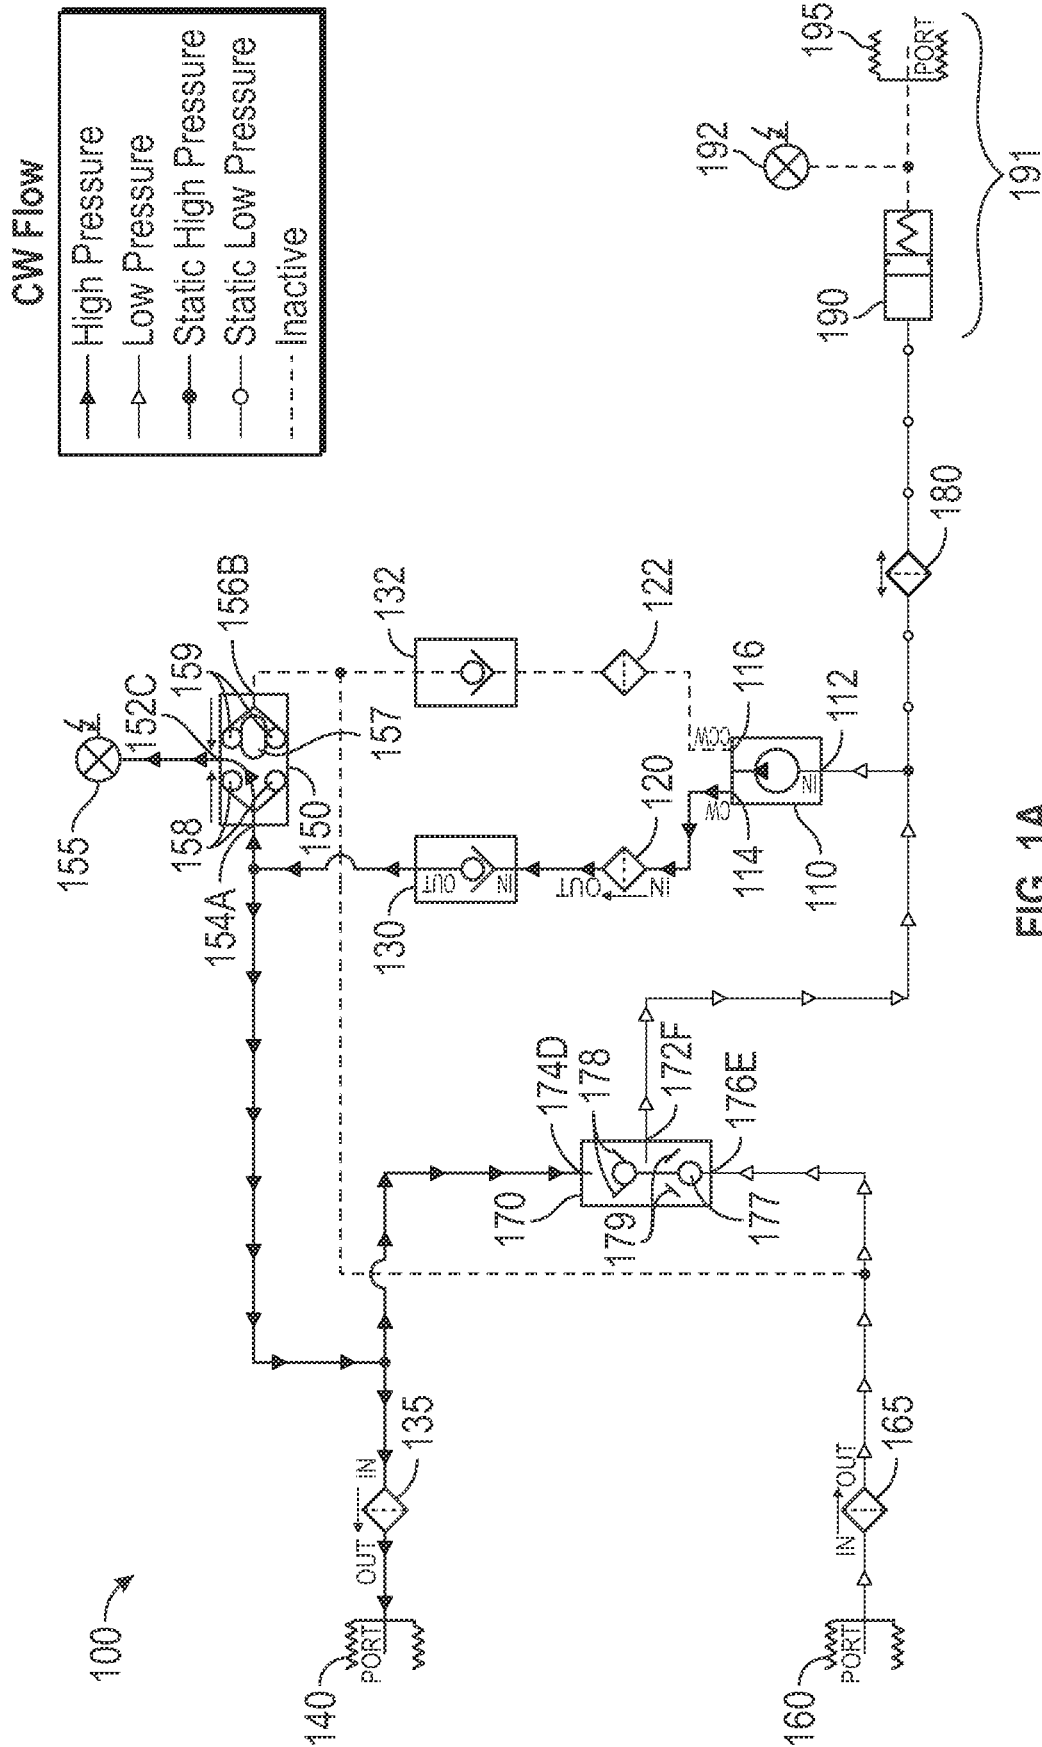 CW Flow
High Pressure
Low Pressure
Static High Pressure
Static Low Pressure
Inactive
100
155
152C
159
156B
158
154A
150
157
132
122
130
OUT
IN
120
IN
OUT
CW
CCW
116
114
IN
110
112
180
190
192
195
PORT
191
174D
178
170
172F
179
176E
177
140
PORT
OUT
IN
135
160
PORT
IN
OUT
165
FIG. 1A